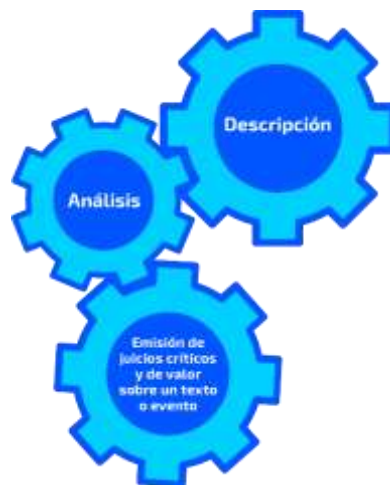 Descripción
Análisis
Emisión de
juicios críticos
y de valor
sobre un texto
o evento